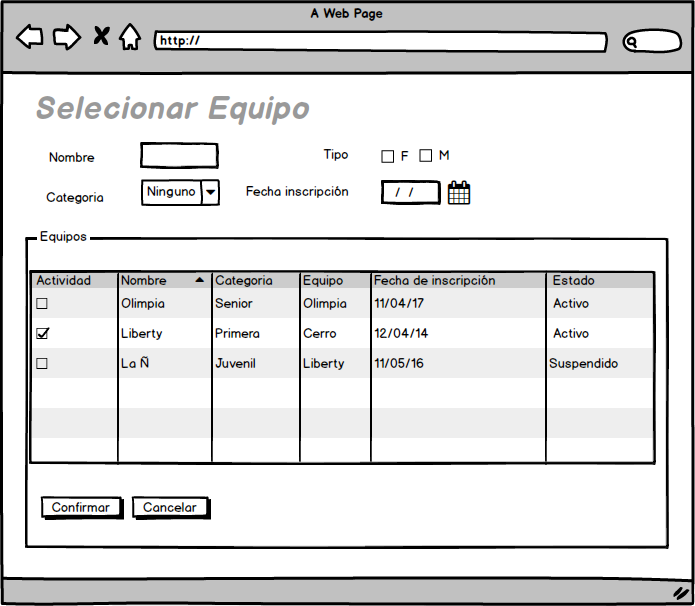 A Web Page
http://
Selecionar Equipo
Nombre Tipo F M
Categoria Ninguno Fecha inscripción / /
Equipos
Actividad Nombre Categoria Equipo Fecha de inscripción Estado
Olimpia Senior Olimpia 11/04/17 Activo
Liberty Primera Cerro 12/04/14 Activo
La Ñ Juvenil Liberty 11/05/16 Suspendido
Confirmar Cancelar